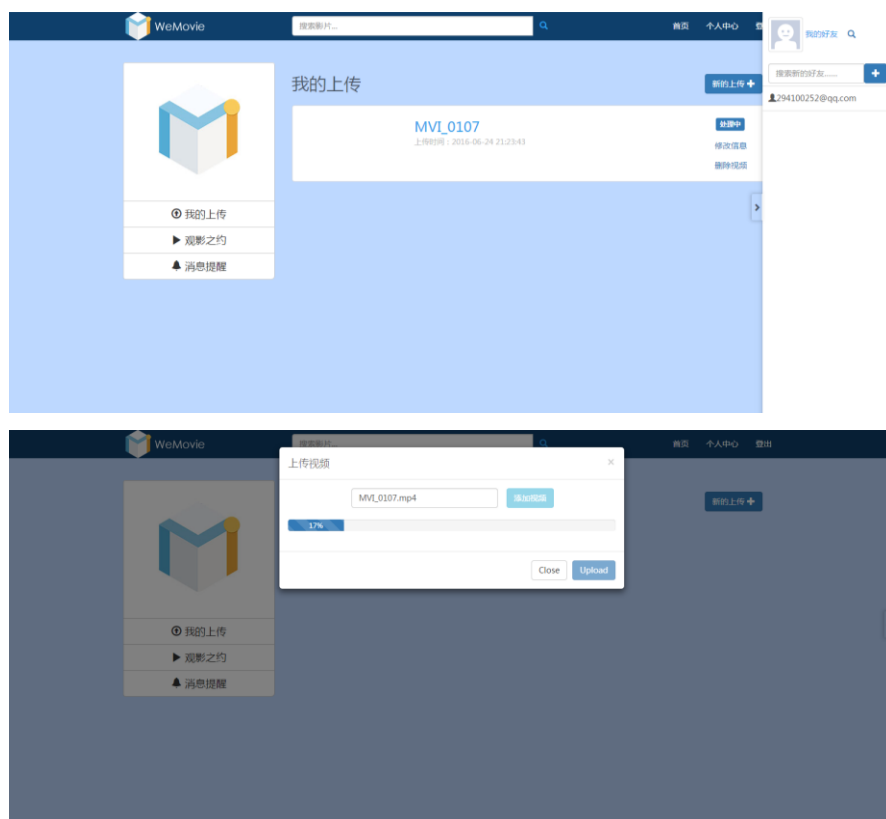 WeMovie
搜索影片...
首页 个人中心 登
我的好友
搜索新的好友......
294100252@qq.com
我的上传
新的上传
MVI_0107
上传时间：2016-06-24 21:23:43
处理中
修改信息
删除视频
我的上传
观影之约
消息提醒
WeMovie
搜索影片...
首页 个人中心 登出
上传视频 ×
MVI_0107.mp4 添加视频
17%
Close Upload
新的上传
我的上传
观影之约
消息提醒